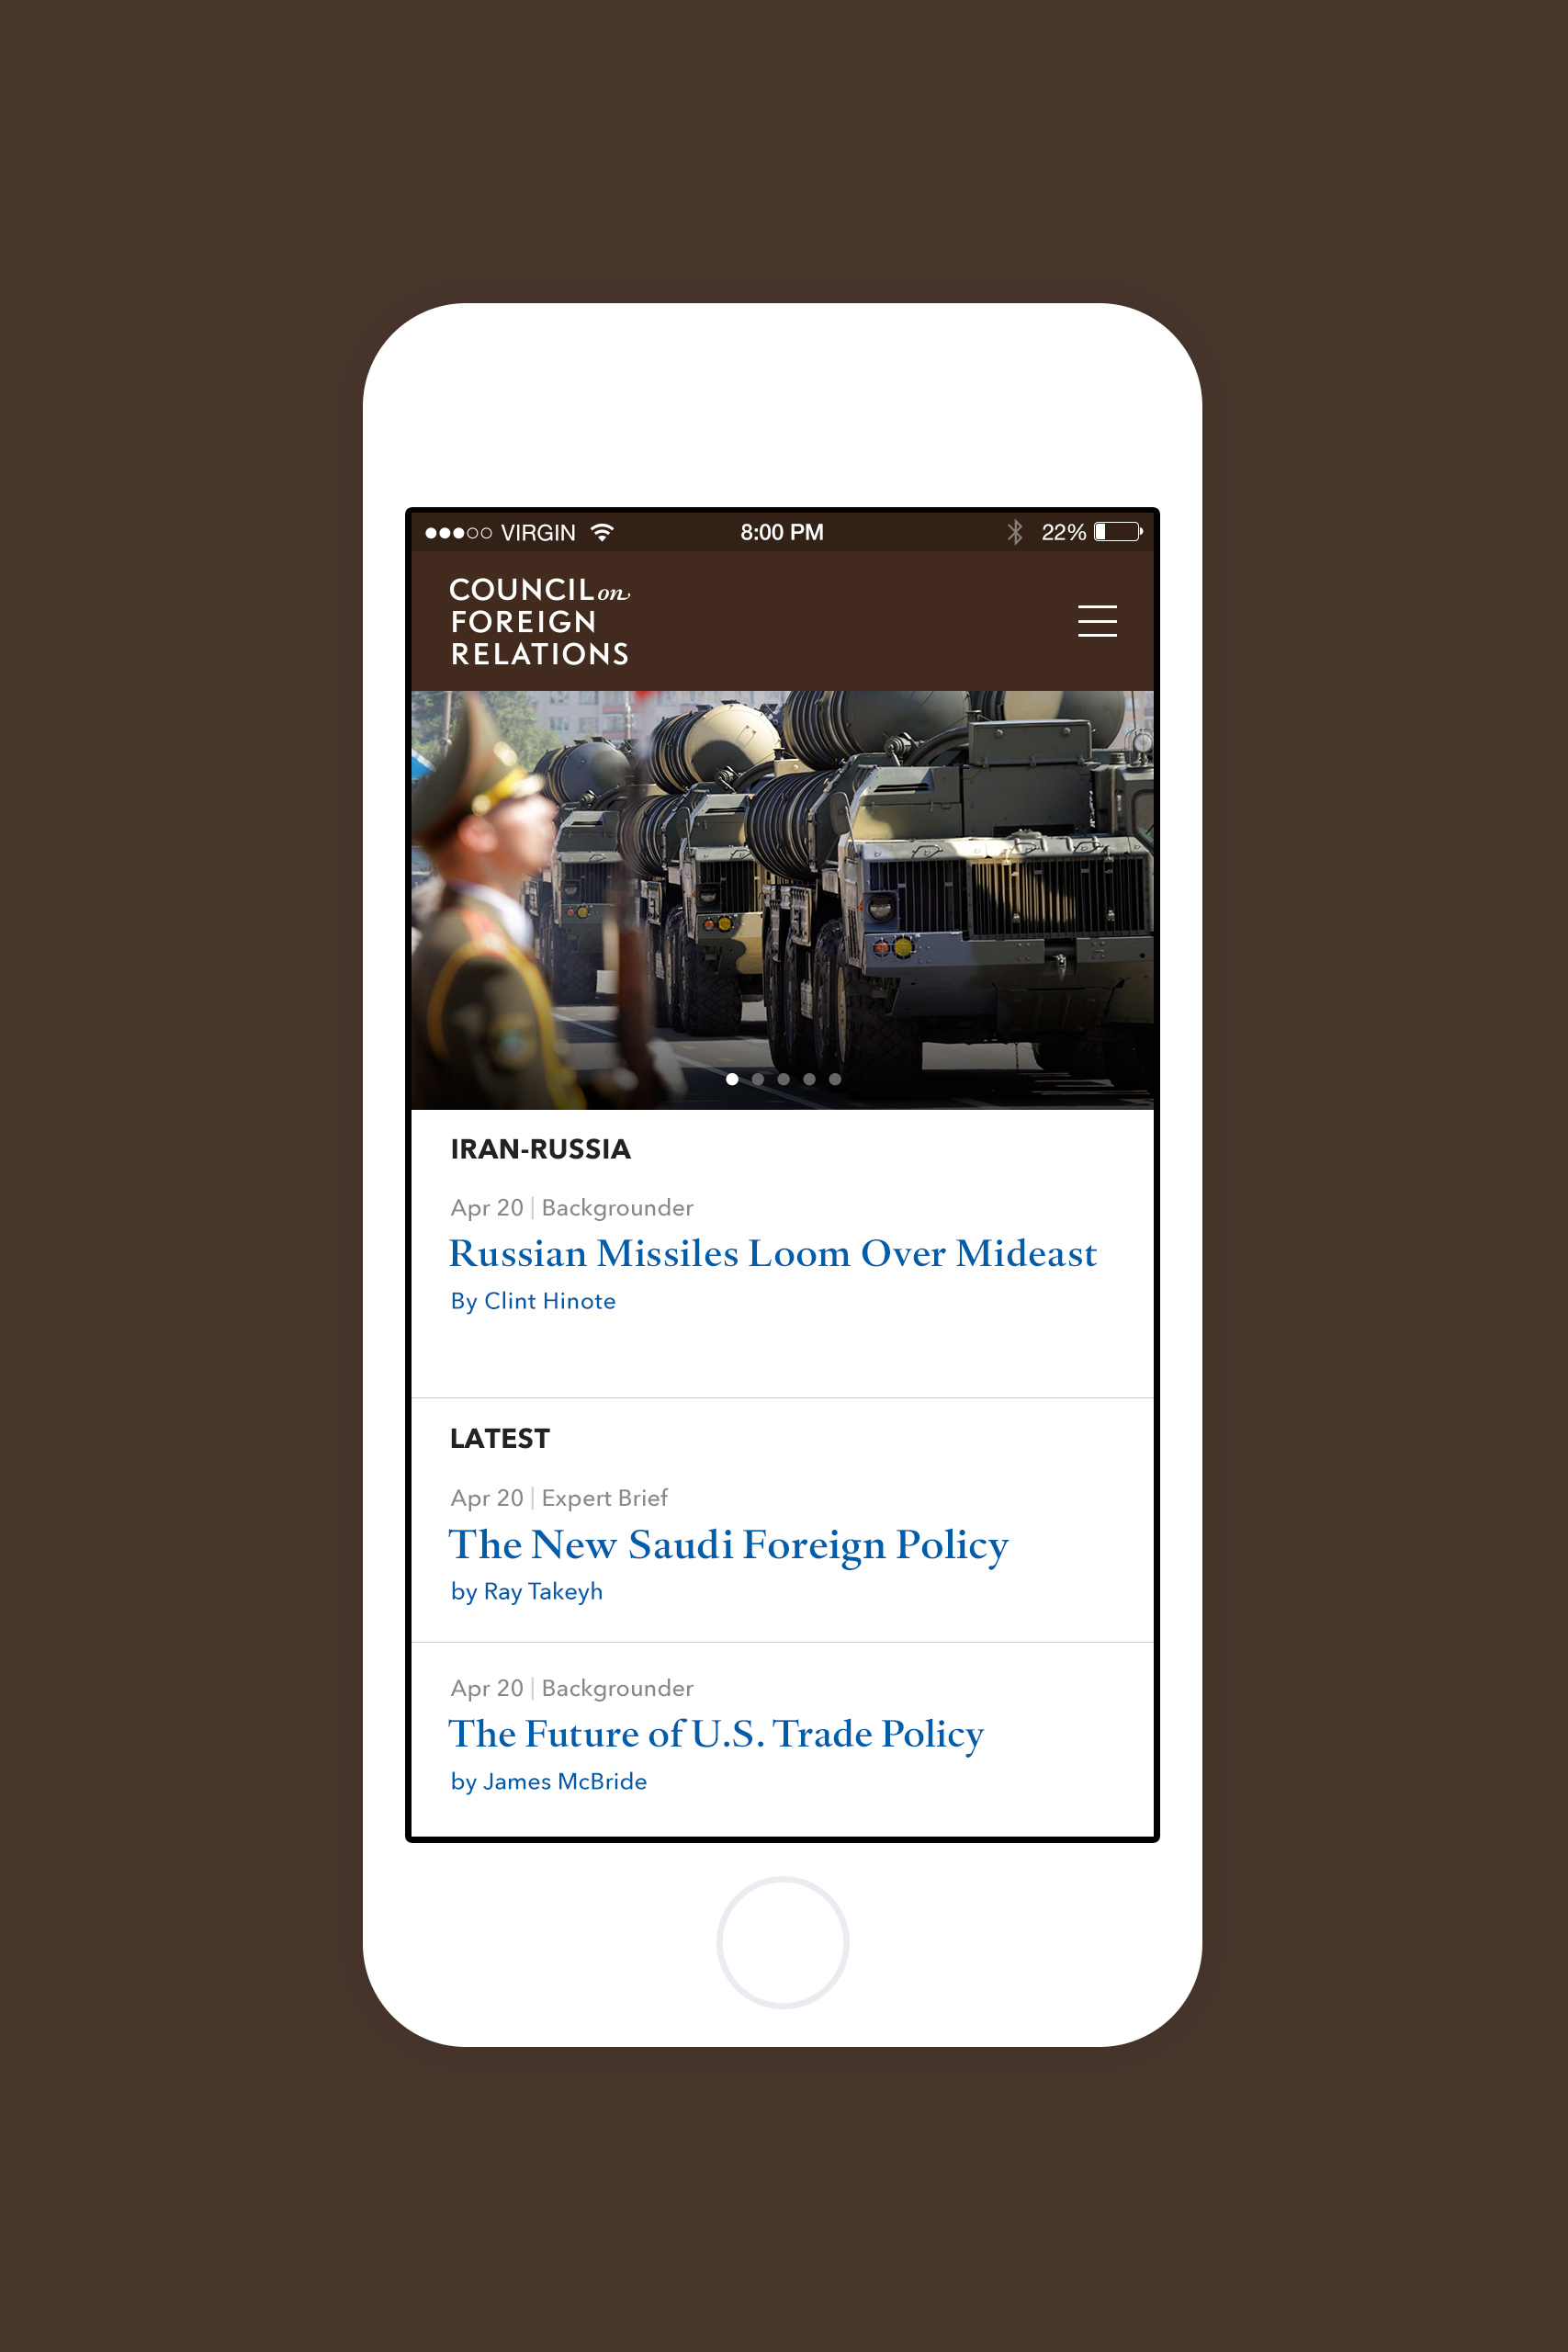 VIRGIN 8:00 PM 22%
COUNCIL on
FOREIGN
RELATIONS
IRAN-RUSSIA
Apr 20 | Backgrounder
Russian Missiles Loom Over Mideast
By Clint Hinote
LATEST
Apr 20 | Expert Brief
The New Saudi Foreign Policy
by Ray Takeyh
Apr 20 | Backgrounder
The Future of U.S. Trade Policy
by James McBride